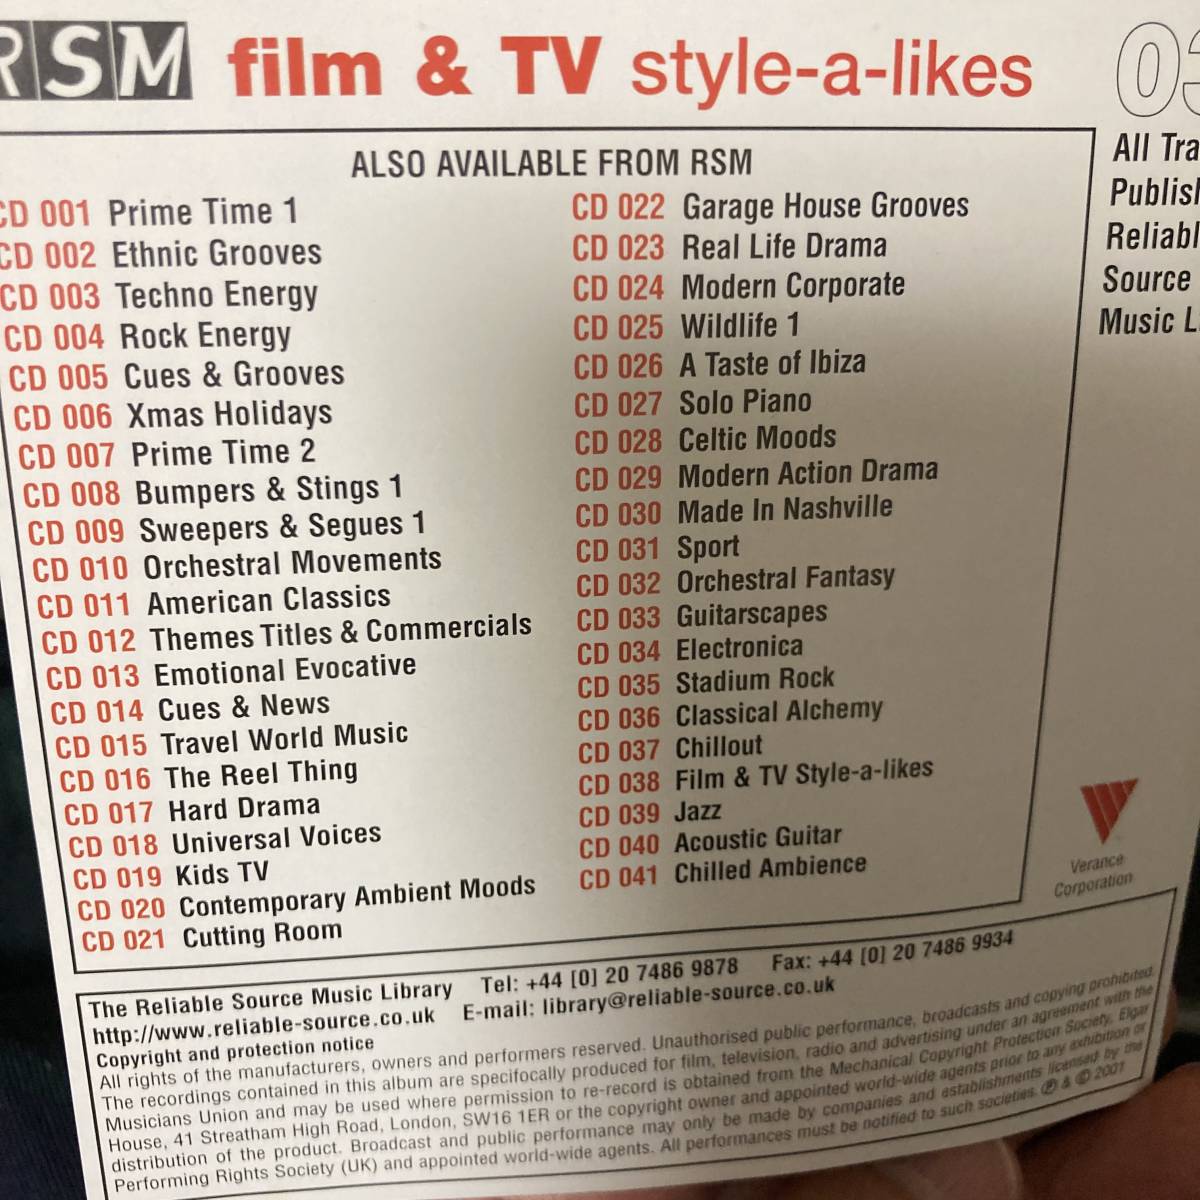 RSM film & TV style-a-likes
ALSO AVAILABLE FROM RSM
CD 001 Prime Time 1
CD 002 Ethnic Grooves
CD 003 Techno Energy
CD 004 Rock Energy
CD 005 Cues & Grooves
CD 006 Xmas Holidays
CD 007 Prime Time 2
CD 008 Bumpers & Stings 1
CD 009 Sweepers & Segues 1
CD 010 Orchestral Movements
CD 011 American Classics
CD 012 Themes Titles & Commercials
CD 013 Emotional Evocative
CD 014 Cues & News
CD 015 Travel World Music
CD 016 The Reel Thing
CD 017 Hard Drama
CD 018 Universal Voices
CD 019 Kids TV
CD 020 Contemporary Ambient Moods
CD 021 Cutting Room
CD 022 Garage House Grooves
CD 023 Real Life Drama
CD 024 Modern Corporate
CD 025 Wildlife 1
CD 026 A Taste of Ibiza
CD 027 Solo Piano
CD 028 Celtic Moods
CD 029 Modern Action Drama
CD 030 Made In Nashville
CD 031 Sport
CD 032 Orchestral Fantasy
CD 033 Guitarscapes
CD 034 Electronica
CD 035 Stadium Rock
CD 036 Classical Alchemy
CD 037 Chillout
CD 038 Film & TV Style-a-likes
CD 039 Jazz
CD 040 Acoustic Guitar
CD 041 Chilled Ambience
03
All Tra
Publish
Reliabl
Source
Music L
Verance
Corporation
The Reliable Source Music Library Tel: +44 [0] 20 7486 9878 Fax: +44 [0] 20 7486 9934
http://www.reliable-source.co.uk E-mail: library@reliable-source.co.uk
Copyright and protection notice
All rights of the manufacturers, owners and performers reserved. Unauthorised public performance, broadcasts and copying prohibited.
The recordings contained in this album are specifocally produced for film, television, radio and advertising under an agreement with the
Musicians Union and may be used where permission to re-record is obtained from the Mechanical Copyright Protection Society, Elgar
House, 41 Streatham High Road, London, SW16 1ER or the copyright owner and appointed world-wide agents prior to any exhibition or
distribution of the product. Broadcast and public performance may only be made by companies and establishments licensed by the
Performing Rights Society (UK) and appointed world-wide agents. All performances must be notified to such societies. ℗ & © 2001